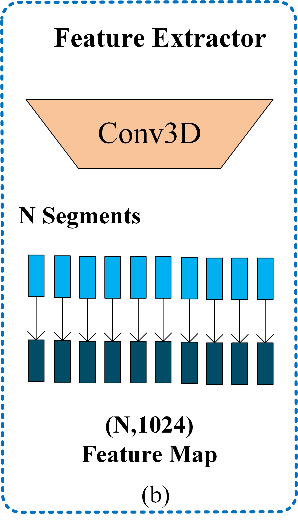 Feature Extractor
Conv3D
N Segments
(N,1024)
Feature Map
(b)